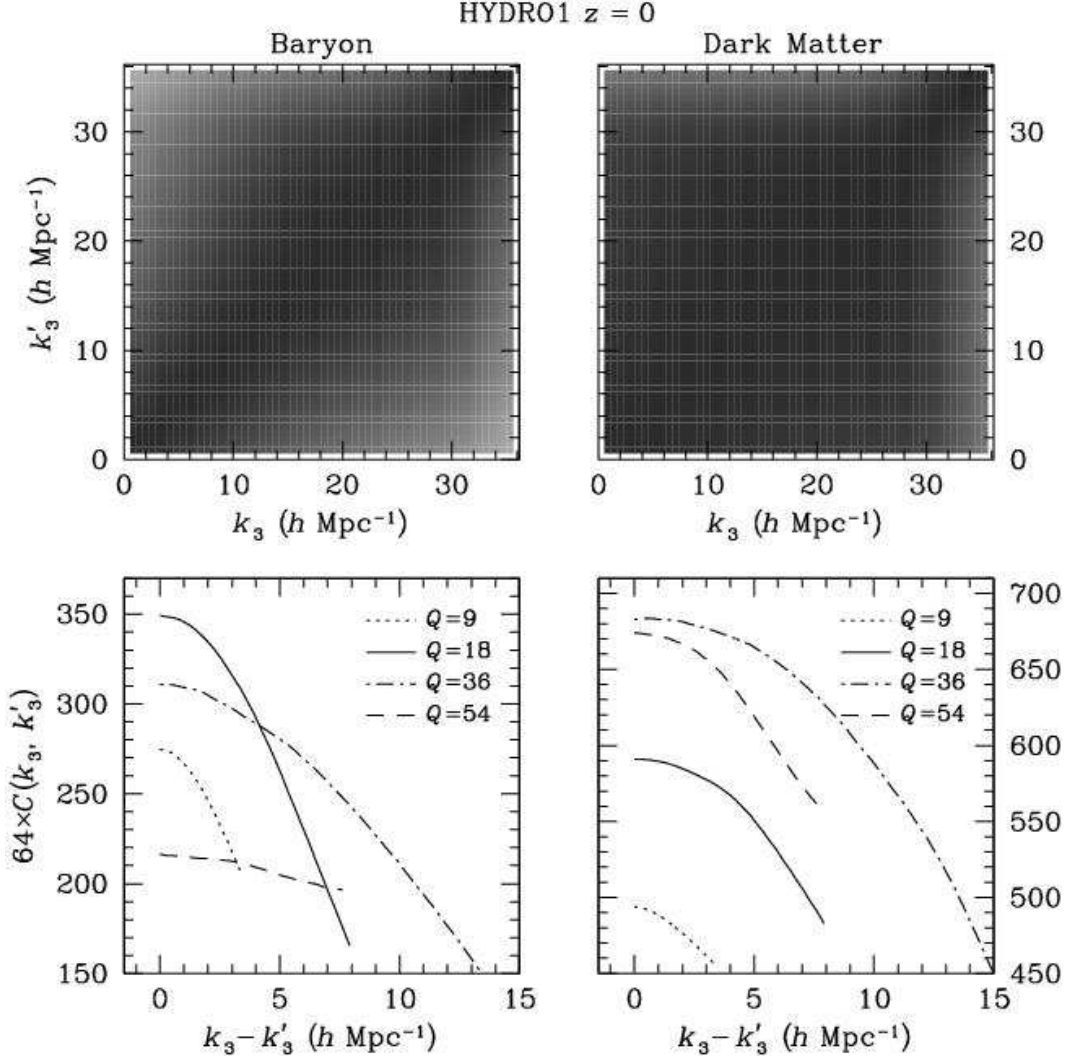 HYDRO1 z = 0
Baryon
Dark Matter
30
20
10
0
k′₃ (h Mpc⁻¹)
30
20
10
0
0 10 20 30
0 10 20 30
k₃ (h Mpc⁻¹)
k₃ (h Mpc⁻¹)
64×C(k₃, k′₃)
350
300
250
200
150
Q=9
Q=18
Q=36
Q=54
Q=9
Q=18
Q=36
Q=54
700
650
600
550
500
450
0 5 10 15
0 5 10 15
k₃−k′₃ (h Mpc⁻¹)
k₃−k′₃ (h Mpc⁻¹)